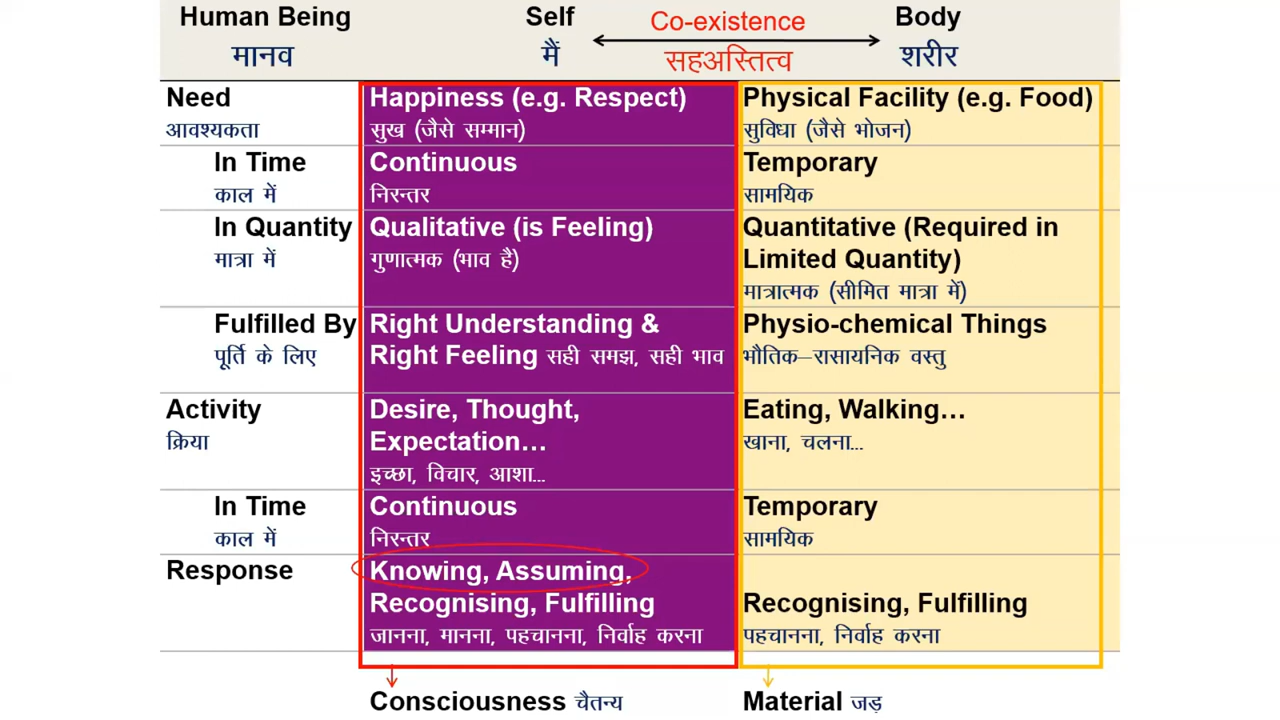 Human Being Self Co-existence Body
मानव मैं सहअस्तित्व शरीर
Need Happiness (e.g. Respect) Physical Facility (e.g. Food)
आवश्यकता सुख (जैसे सम्मान) सुविधा (जैसे भोजन)
In Time Continuous Temporary
काल में निरन्तर सामयिक
In Quantity Qualitative (is Feeling) Quantitative (Required in
मात्रा में गुणात्मक (भाव है) Limited Quantity)
मात्रात्मक (सीमित मात्रा में)
Fulfilled By Right Understanding & Physio-chemical Things
पूर्ति के लिए Right Feeling सही समझ, सही भाव भौतिक–रासायनिक वस्तु
Activity Desire, Thought, Eating, Walking…
क्रिया Expectation… खाना, चलना...
इच्छा, विचार, आशा...
In Time Continuous Temporary
काल में निरन्तर सामयिक
Response Knowing, Assuming,
Recognising, Fulfilling Recognising, Fulfilling
जानना, मानना, पहचानना, निर्वाह करना पहचानना, निर्वाह करना
Consciousness चैतन्य Material जड़